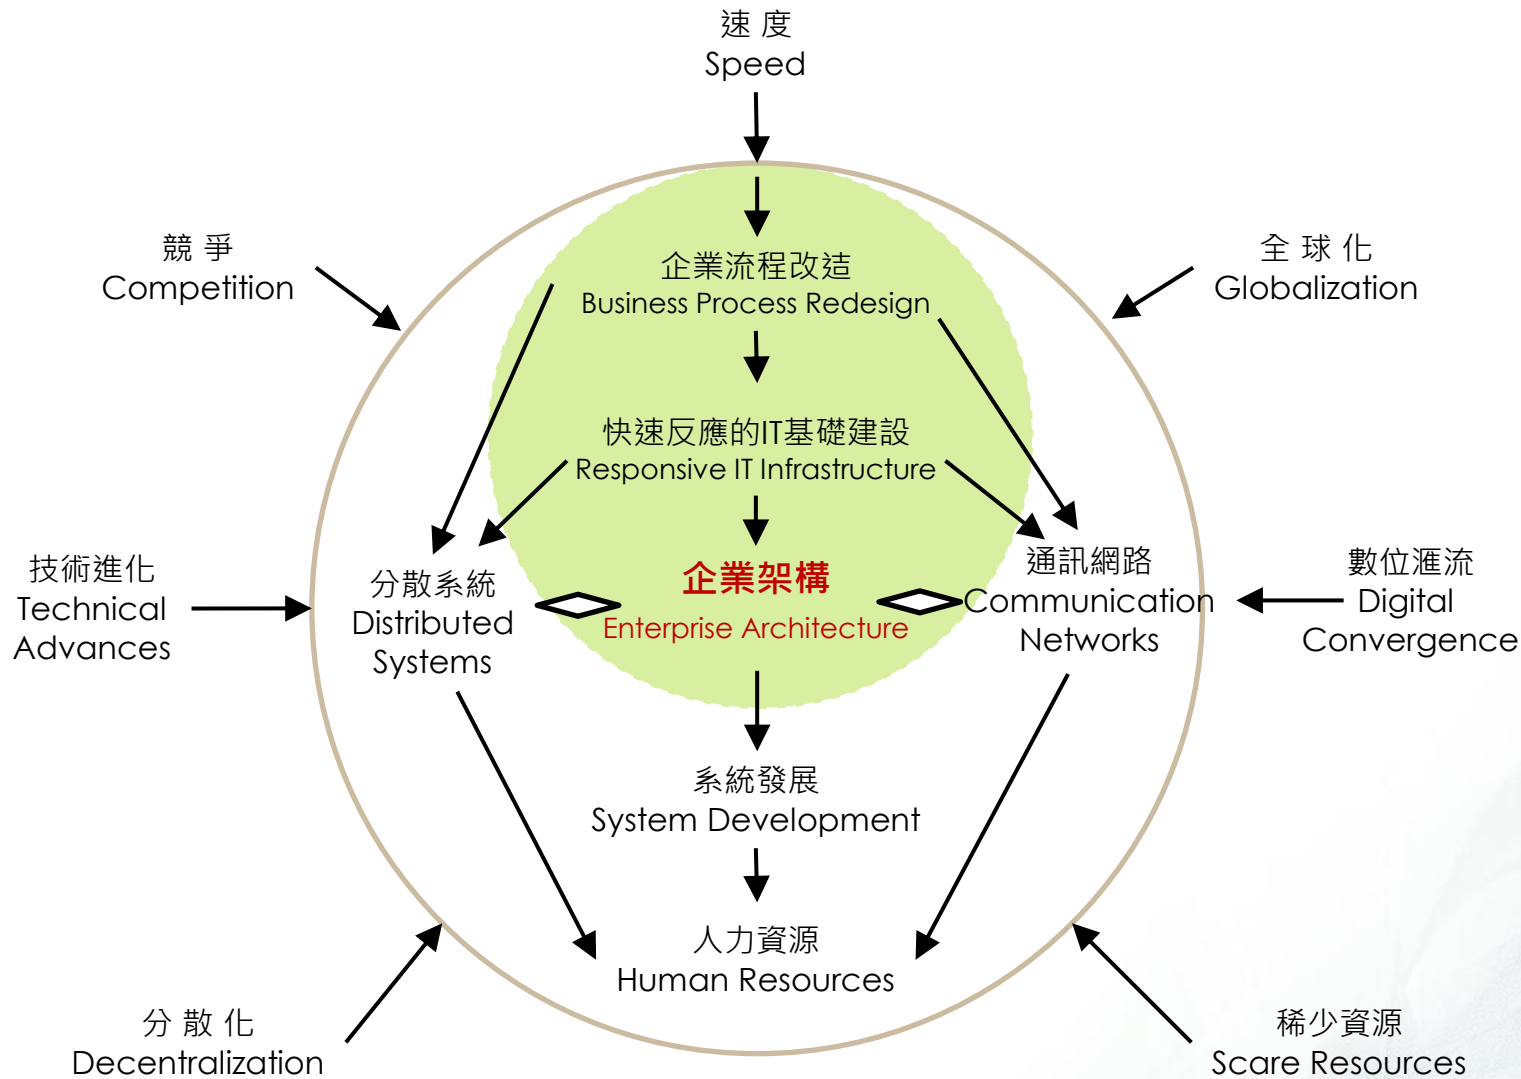 速 度
Speed
競 爭
Competition
全 球 化
Globalization
企業流程改造
Business Process Redesign
快速反應的IT基礎建設
Responsive IT Infrastructure
技術進化
Technical
Advances
分散系統
Distributed
Systems
企業架構
Enterprise Architecture
通訊網路
Communication
Networks
數位滙流
Digital
Convergence
系統發展
System Development
人力資源
Human Resources
分 散 化
Decentralization
稀少資源
Scare Resources